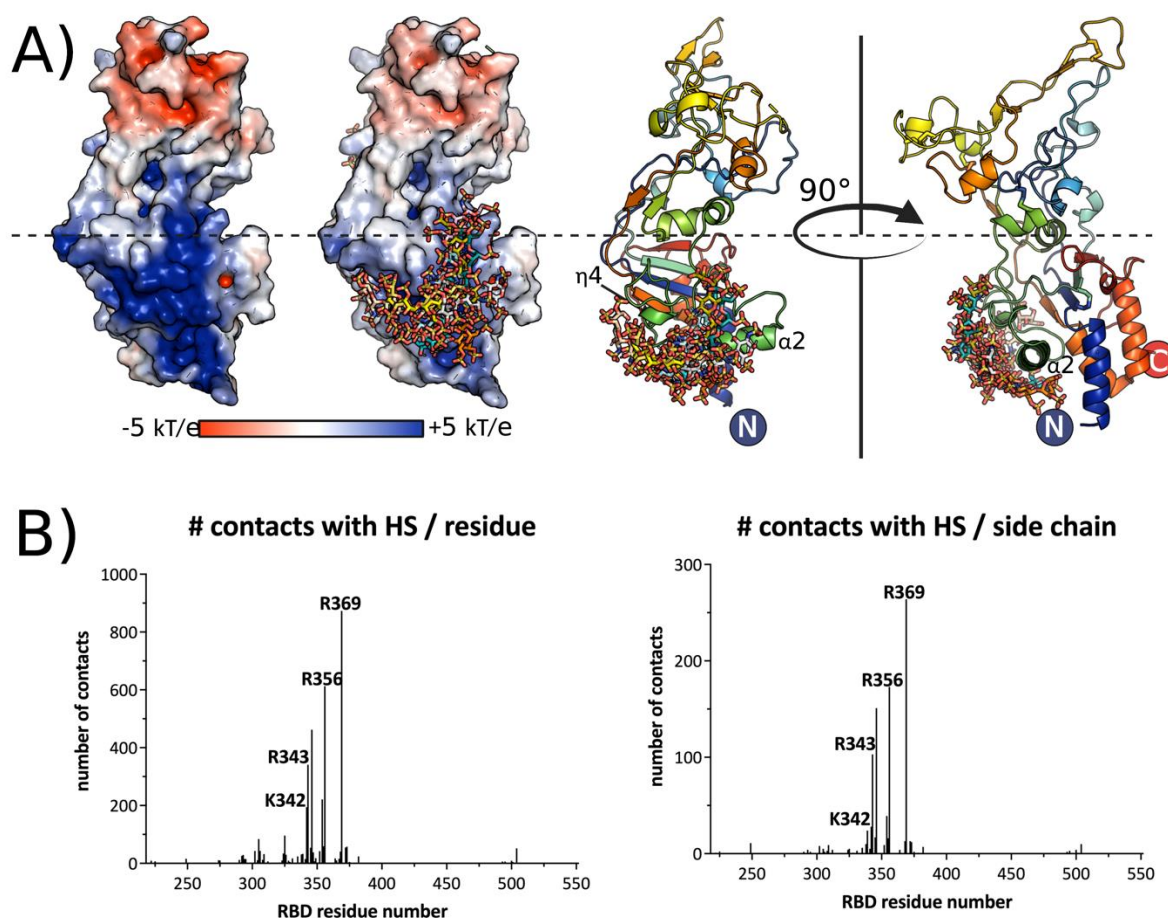 A)
90°
η4
α2
α2
C
N
N
-5 kT/e
+5 kT/e
B)
# contacts with HS / residue
number of contacts
1000
800
600
400
200
0
R369
R356
R343
K342
250 300 350 400 450 500 550
RBD residue number
# contacts with HS / side chain
number of contacts
300
200
100
0
R369
R356
R343
K342
250 300 350 400 450 500 550
RBD residue number